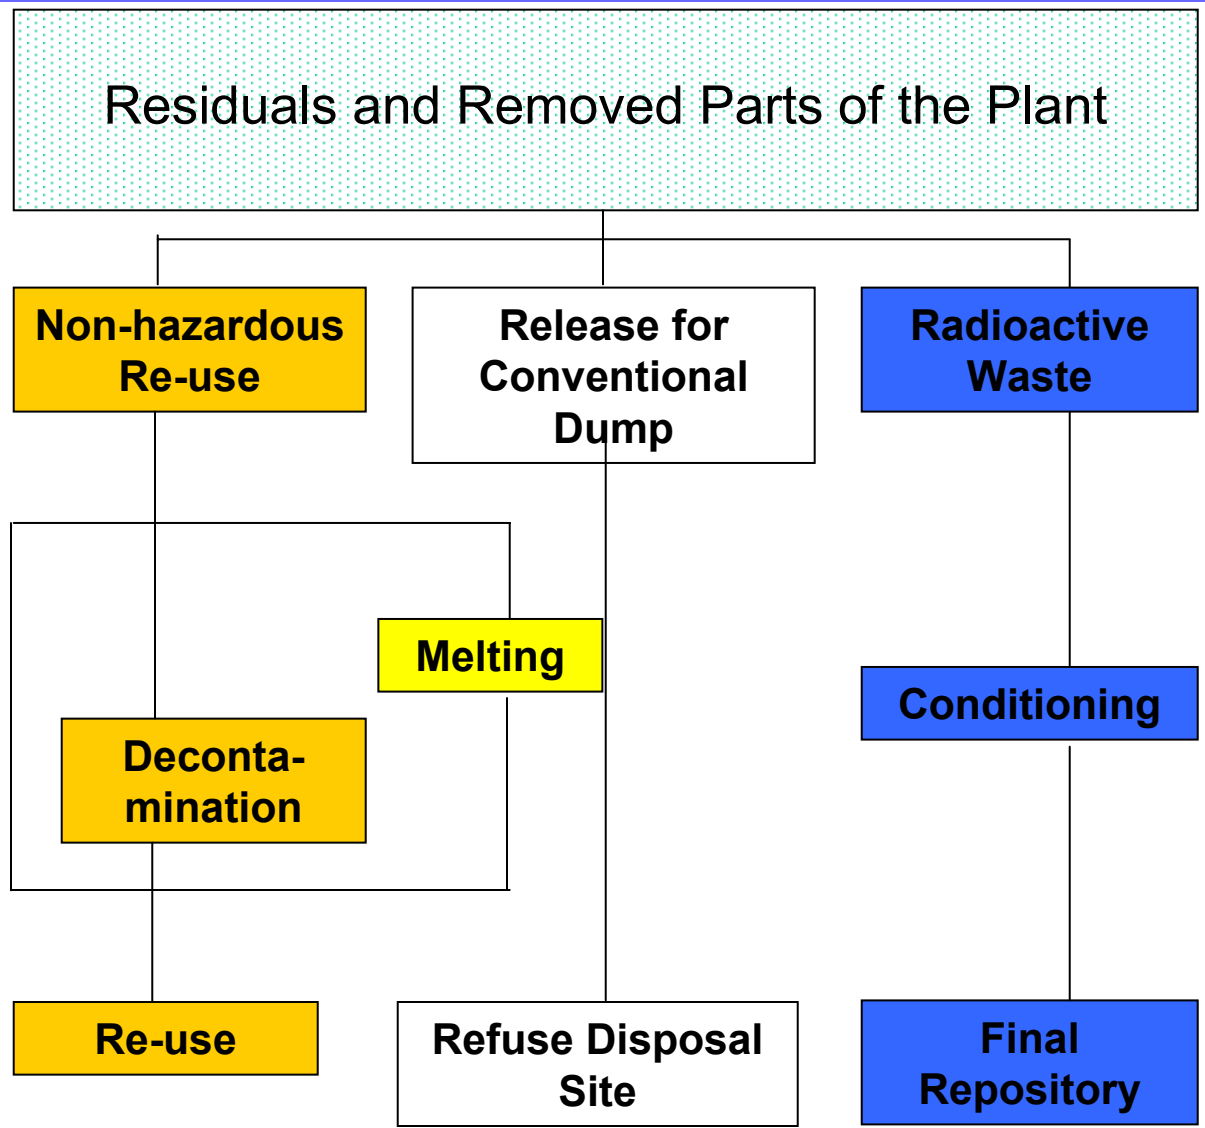 Residuals and Removed Parts of the Plant
Non-hazardous
Re-use
Release for
Conventional
Dump
Radioactive
Waste
Melting
Conditioning
Deconta-
mination
Re-use
Refuse Disposal
Site
Final
Repository